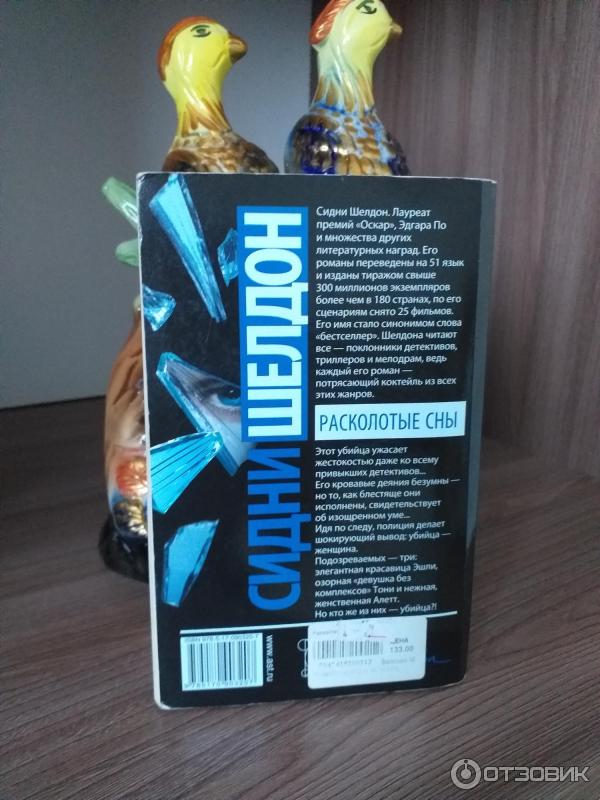 СИДНИ ШЕЛДОН
Сидни Шелдон. Лауреат
премий «Оскар», Эдгара По
и множества других
литературных наград. Его
романы переведены на 51 язык
и изданы тиражом свыше
300 миллионов экземпляров
более чем в 180 странах, по его
сценариям снято 25 фильмов.
Его имя стало синонимом слова
«бестселлер». Шелдона читают
все — поклонники детективов,
триллеров и мелодрам, ведь
каждый его роман —
потрясающий коктейль из всех
этих жанров.
РАСКОЛОТЫЕ СНЫ
Этот убийца ужасает
жестокостью даже ко всему
привыкших детективов...
Его кровавые деяния безумны —
но то, как блестяще они
исполнены, свидетельствует
об изощренном уме...
Идя по следу, полиция делает
шокирующий вывод: убийца —
женщина.
Подозреваемых — три:
элегантная красавица Эшли,
озорная «девушка без
комплексов» Тони и нежная,
женственная Алетт.
Но кто же из них — убийца?!
www.ast.ru
ЦЕНА
133.00
ОТЗОВИК